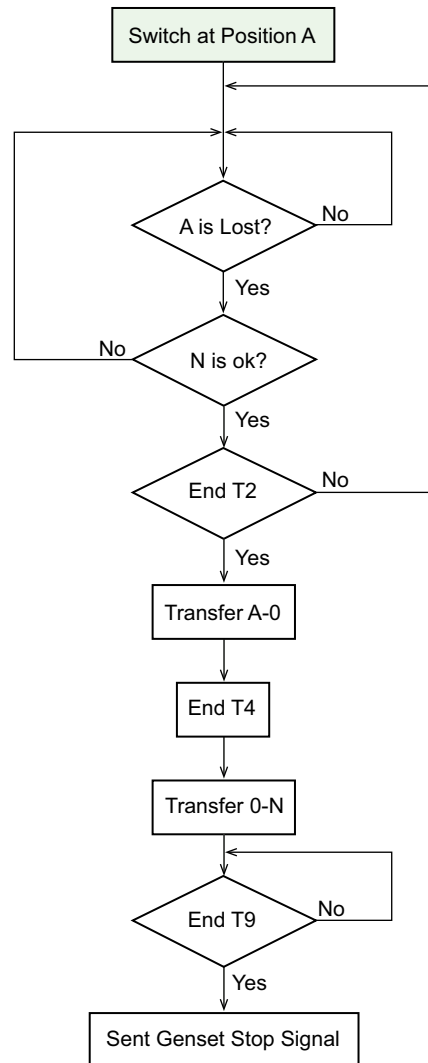 Switch at Position A
A is Lost?
No
Yes
No
N is ok?
Yes
End T2
No
Yes
Transfer A-0
End T4
Transfer 0-N
End T9
No
Yes
Sent Genset Stop Signal